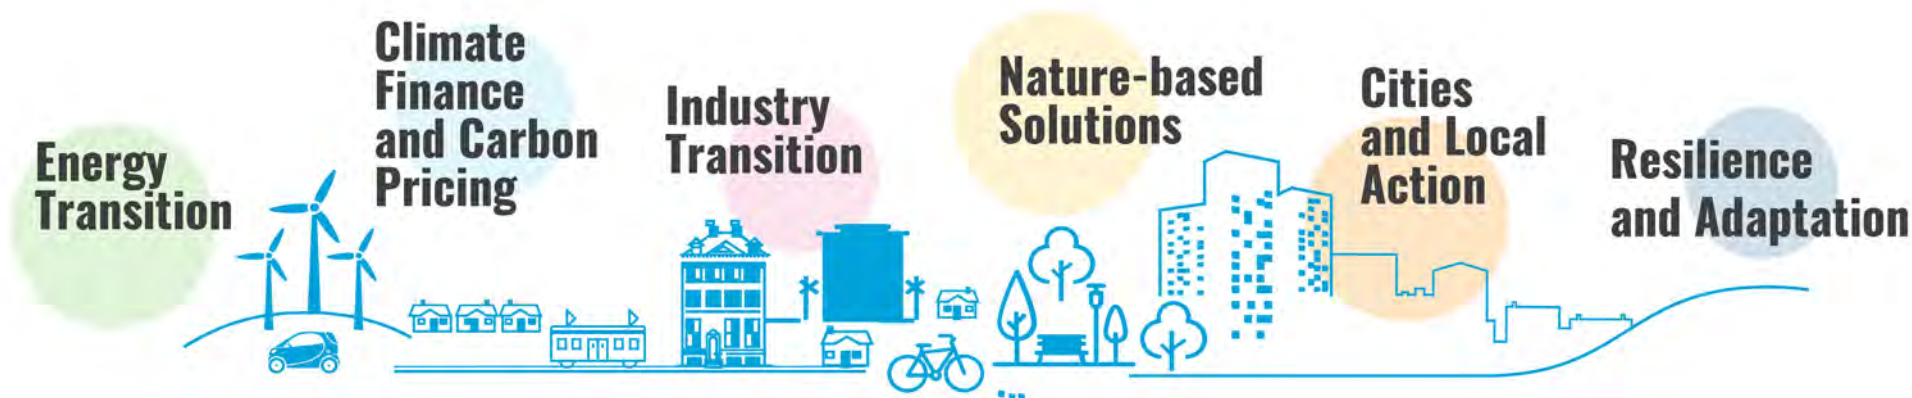 Energy
Transition
Climate
Finance
and Carbon
Pricing
Industry
Transition
Nature-based
Solutions
Cities
and Local
Action
Resilience
and Adaptation